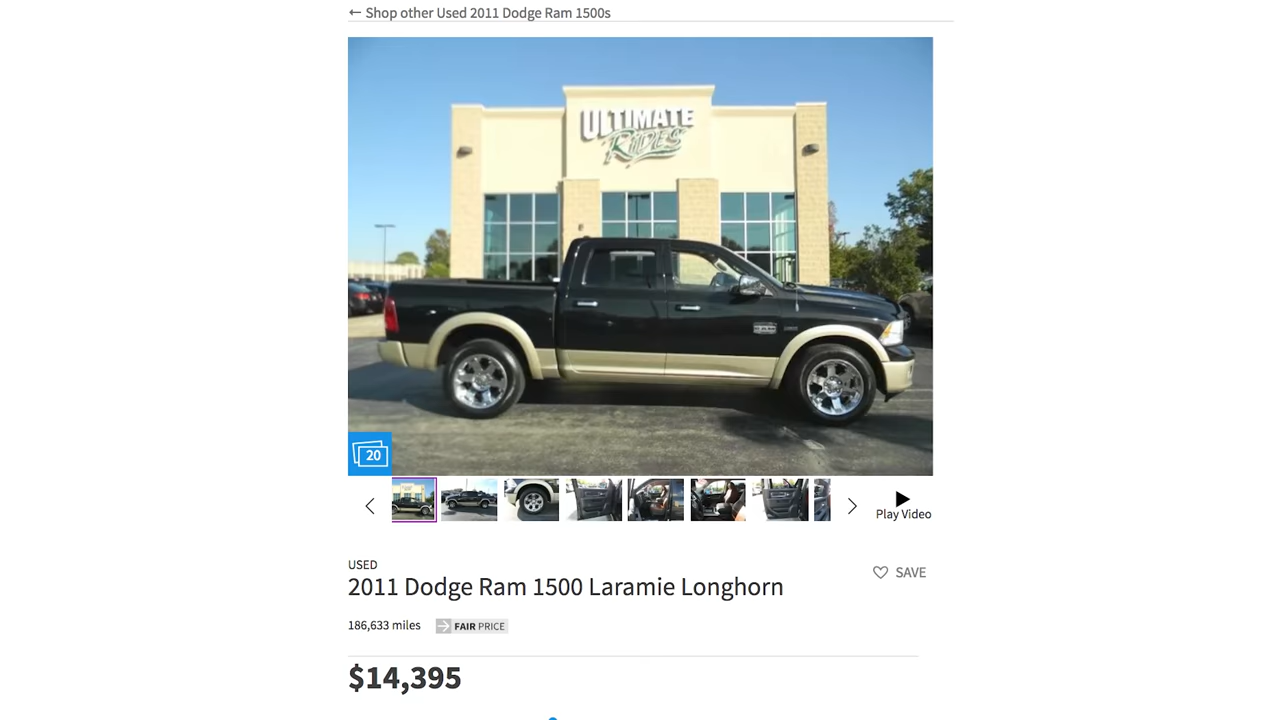 ← Shop other Used 2011 Dodge Ram 1500s
ULTIMATE
RIDES
20
Play Video
USED
2011 Dodge Ram 1500 Laramie Longhorn
SAVE
186,633 miles
FAIR PRICE
$14,395